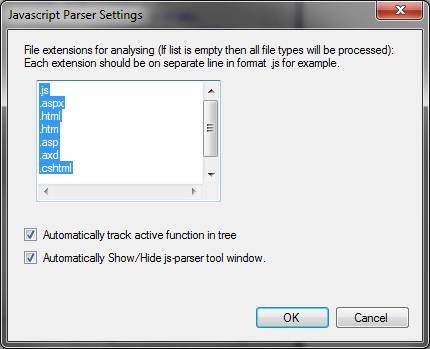 Javascript Parser Settings
File extensions for analysing (If list is empty then all file types will be processed):
Each extension should be on separate line in format .js for example.
.js
.aspx
.html
.htm
.asp
.axd
.cshtml
Automatically track active function in tree
Automatically Show/Hide js-parser tool window.
OK
Cancel